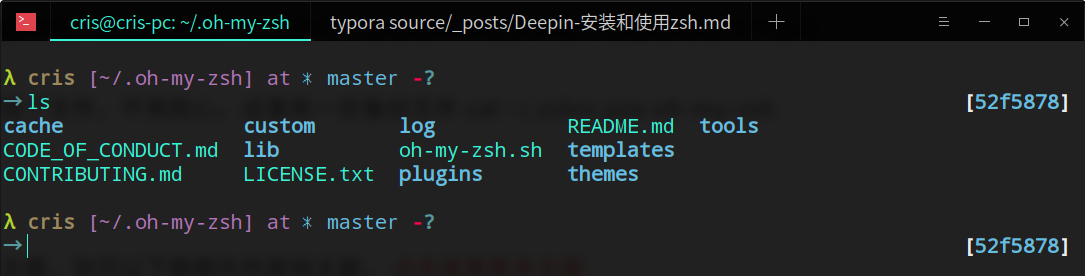 cris@cris-pc: ~/.oh-my-zsh typora source/_posts/Deepin-安装和使用zsh.md
λ cris [~/.oh-my-zsh] at * master -?
→ls [52f5878]
cache custom log README.md tools
CODE_OF_CONDUCT.md lib oh-my-zsh.sh templates
CONTRIBUTING.md LICENSE.txt plugins themes
λ cris [~/.oh-my-zsh] at * master -?
→ [52f5878]